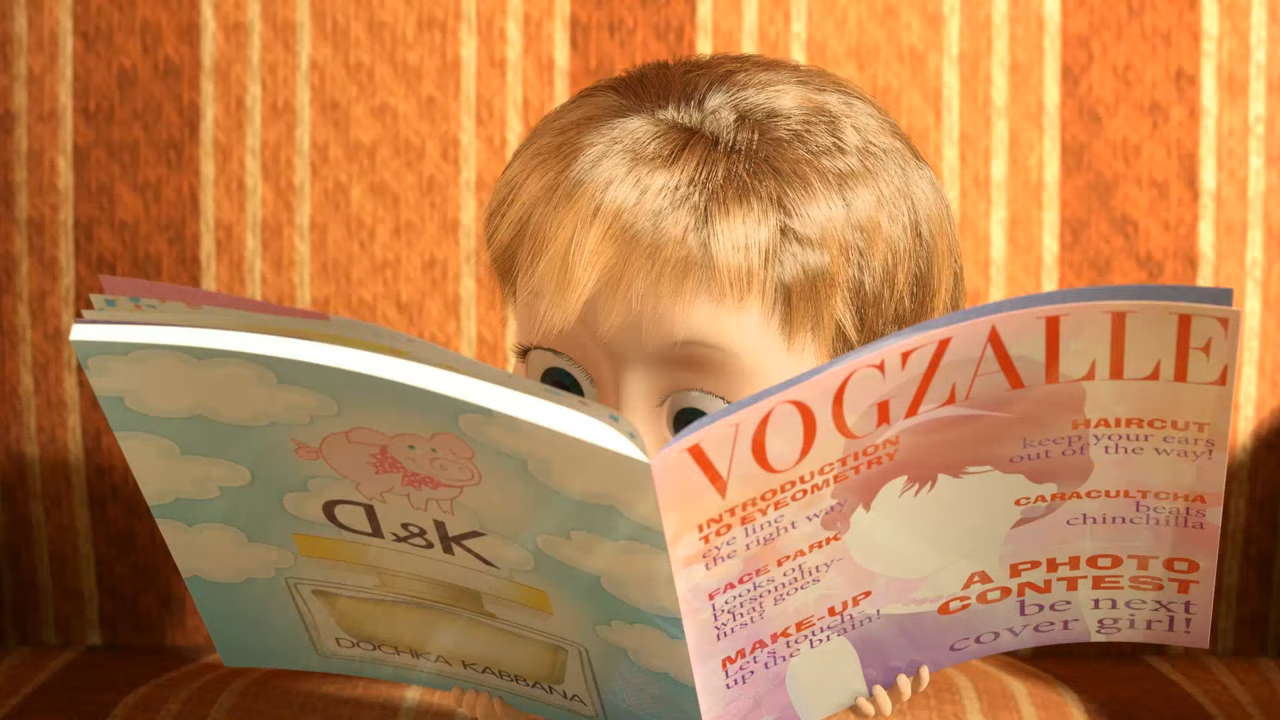 D&K
DOCHKA KABBANA
VOGZALLE
INTRODUCTION
TO EYEOMETRY
eye line
the right way
FACE PARK
Looks or
personality-
what goes
first?
MAKE-UP
Let's touch-
up the brain!
HAIRCUT
keep your ears
out of the way!
CARACULTCHA
beats
chinchilla
A PHOTO
CONTEST
be next
cover girl!